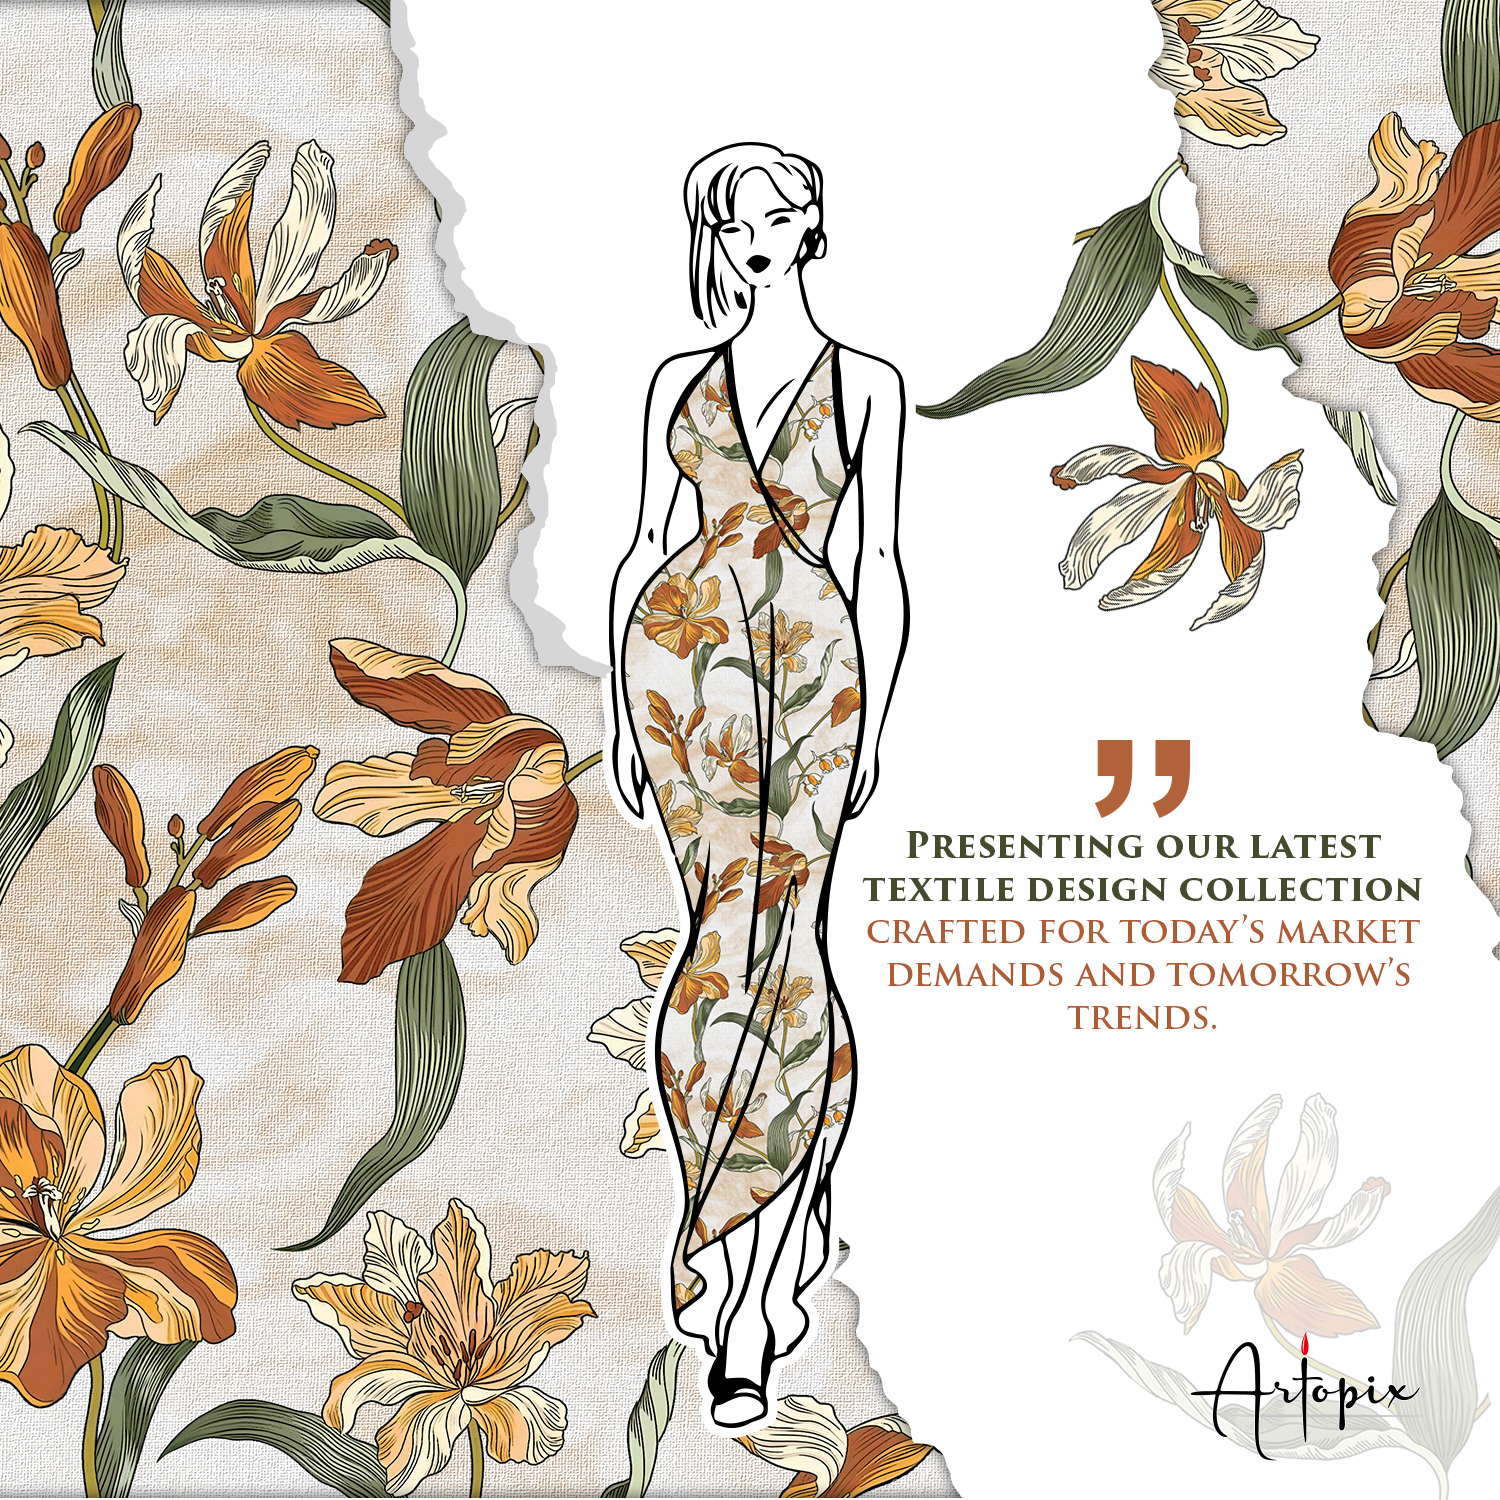 ”
PRESENTING OUR LATEST
TEXTILE DESIGN COLLECTION
CRAFTED FOR TODAY’S MARKET
DEMANDS AND TOMORROW’S
TRENDS.
Artopix